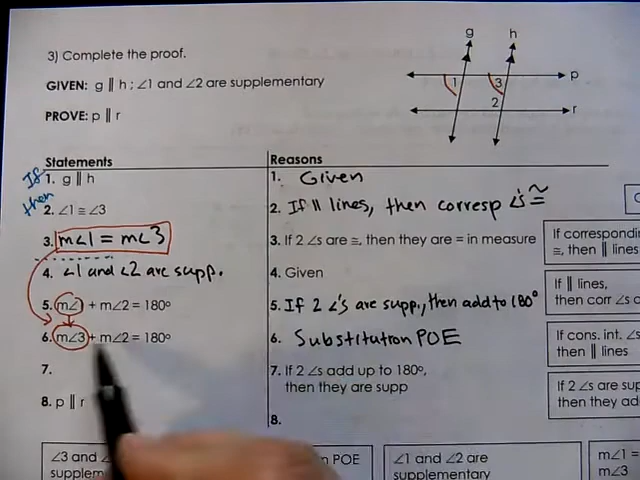 3) Complete the proof.
GIVEN: g ∥ h ; ∠1 and ∠2 are supplementary
PROVE: p ∥ r
g h
1 3 p
2 r
Statements Reasons
If 1. g ∥ h 1. Given
then 2. ∠1 ≅ ∠3 2. If ∥ lines, then corresp ∠'s ≅
3. m∠1 = m∠3 3. If 2 ∠s are ≅, then they are = in measure
4. ∠1 and ∠2 are supp. 4. Given
5. m∠1 + m∠2 = 180° 5. If 2 ∠'s are supp., then add to 180°
6. m∠3 + m∠2 = 180° 6. Substitution POE
7. 7. If 2 ∠s add up to 180°,
then they are supp
8. p ∥ r 8.
If corresponding
≅, then ∥ lines
If ∥ lines,
then corr ∠s
If cons. int. ∠s
then ∥ lines
If 2 ∠s are sup
then they ad
∠3 and
supplem
n POE
∠1 and ∠2 are
supplementary
m∠1 =
m∠3